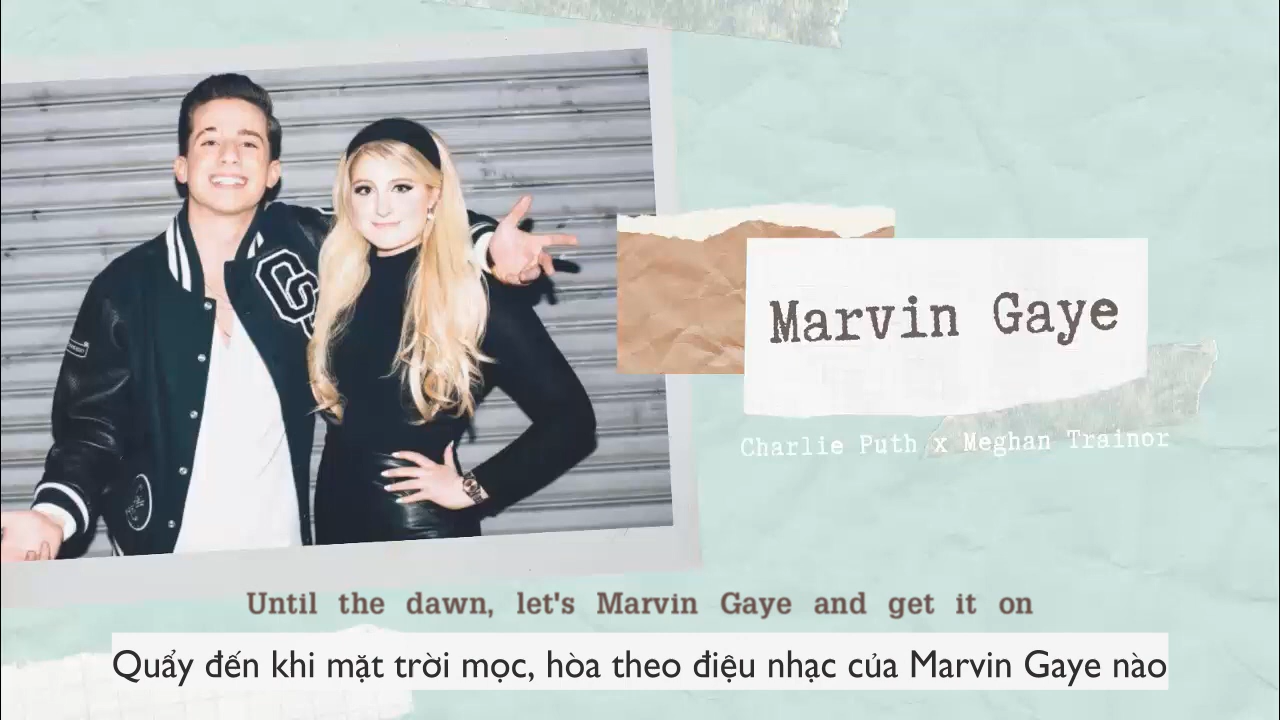 Marvin Gaye
Charlie Puth x Meghan Trainor
Until the dawn, let's Marvin Gaye and get it on
Quẩy đến khi mặt trời mọc, hòa theo điệu nhạc của Marvin Gaye nào